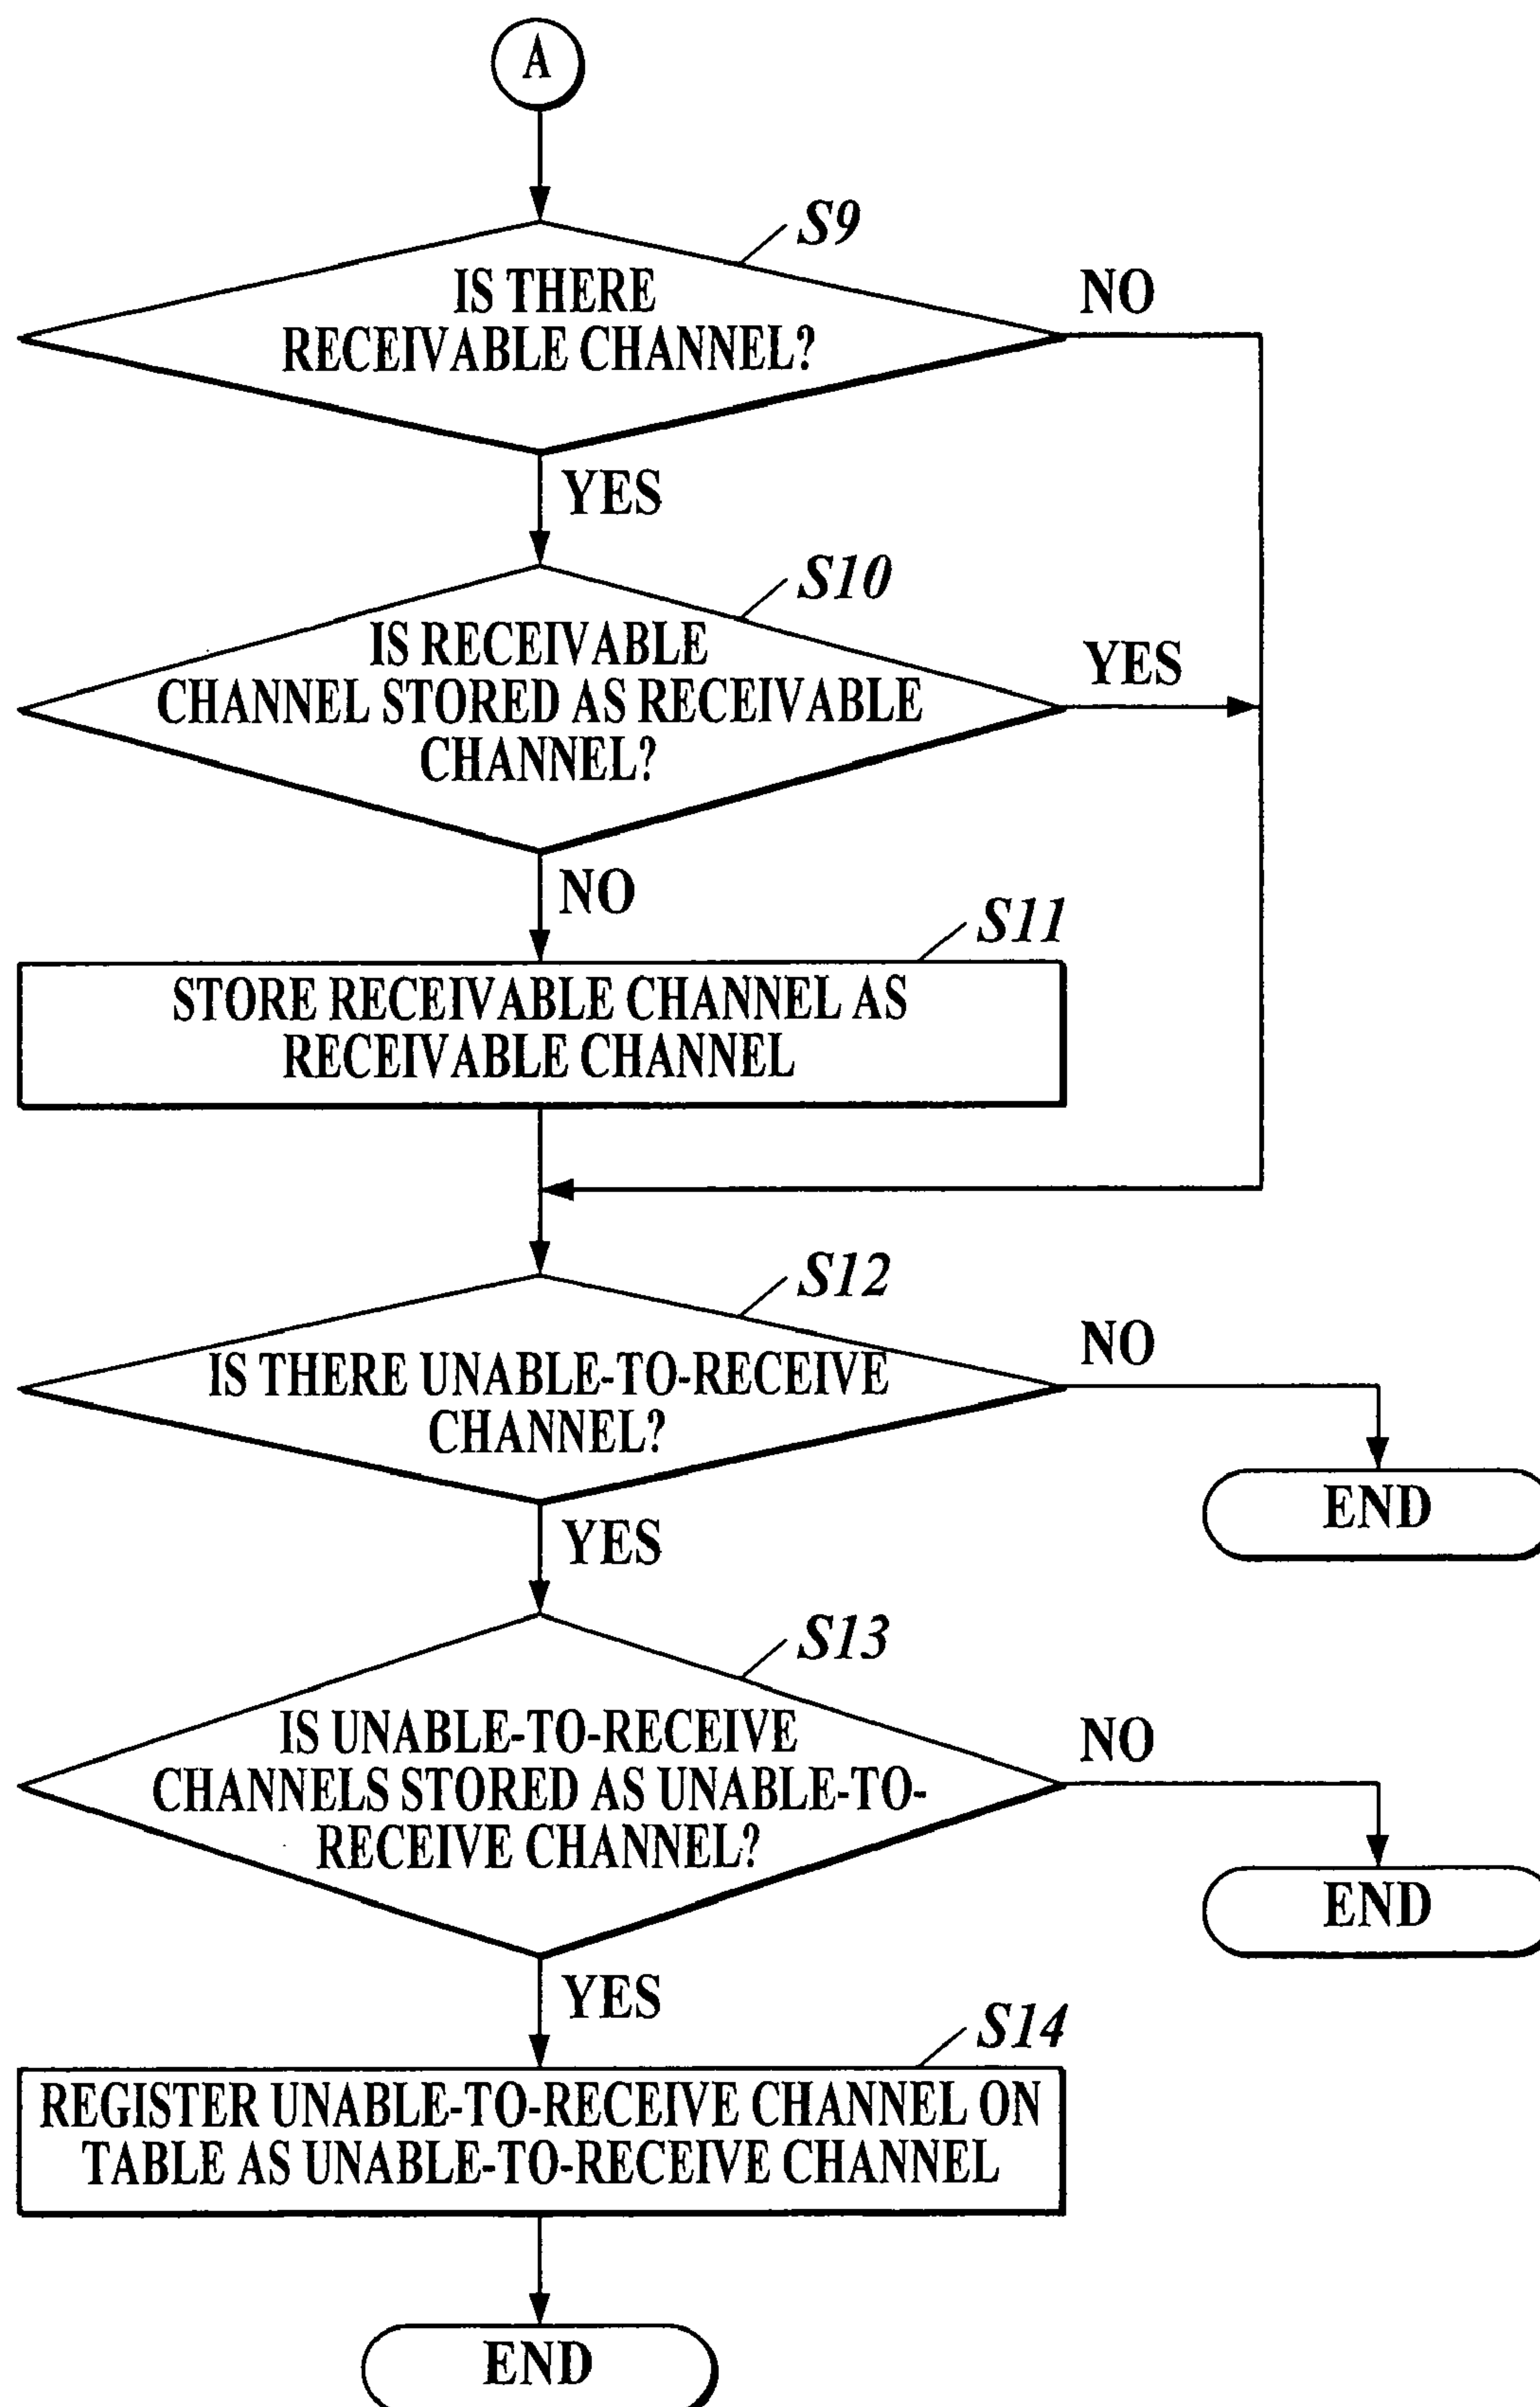 A
S9
IS THERE
RECEIVABLE CHANNEL?
NO
YES
S10
IS RECEIVABLE
CHANNEL STORED AS RECEIVABLE
CHANNEL?
YES
NO
S11
STORE RECEIVABLE CHANNEL AS
RECEIVABLE CHANNEL
S12
IS THERE UNABLE-TO-RECEIVE
CHANNEL?
NO
END
YES
S13
IS UNABLE-TO-RECEIVE
CHANNELS STORED AS UNABLE-TO-
RECEIVE CHANNEL?
NO
END
YES
S14
REGISTER UNABLE-TO-RECEIVE CHANNEL ON
TABLE AS UNABLE-TO-RECEIVE CHANNEL
END